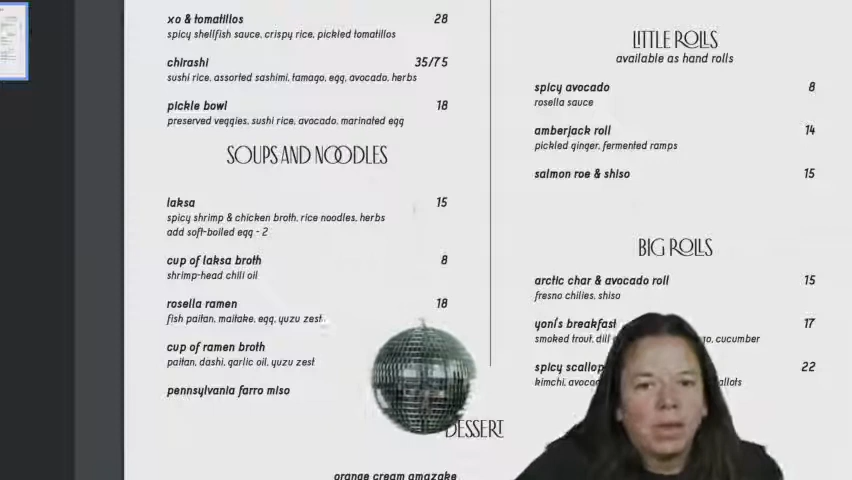 xo & tomatillos 28
spicy shellfish sauce, crispy rice, pickled tomatillos
chirashi 35/75
sushi rice, assorted sashimi, tamago, egg, avocado, herbs
pickle bowl 18
preserved veggies, sushi rice, avocado, marinated egg
SOUPS AND NOODLES
laksa 15
spicy shrimp & chicken broth, rice noodles, herbs
add soft-boiled egg - 2
cup of laksa broth 8
shrimp-head chili oil
rosella ramen 18
fish paitan, maitake, egg, yuzu zest
cup of ramen broth
paitan, dashi, garlic oil, yuzu zest
pennsylvania farro miso
LITTLE ROLLS
available as hand rolls
spicy avocado 8
rosella sauce
amberjack roll 14
pickled ginger, fermented ramps
salmon roe & shiso 15
BIG ROLLS
arctic char & avocado roll 15
fresno chilies, shiso
yoni's breakfast 17
smoked trout, dill cucumber
spicy scallop 22
kimchi,
DESSERT
orange cream amazake